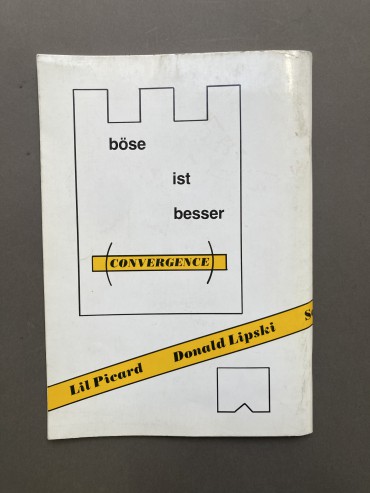 böse
ist
besser
(CONVERGENCE)
Lil Picard Donald Lipski